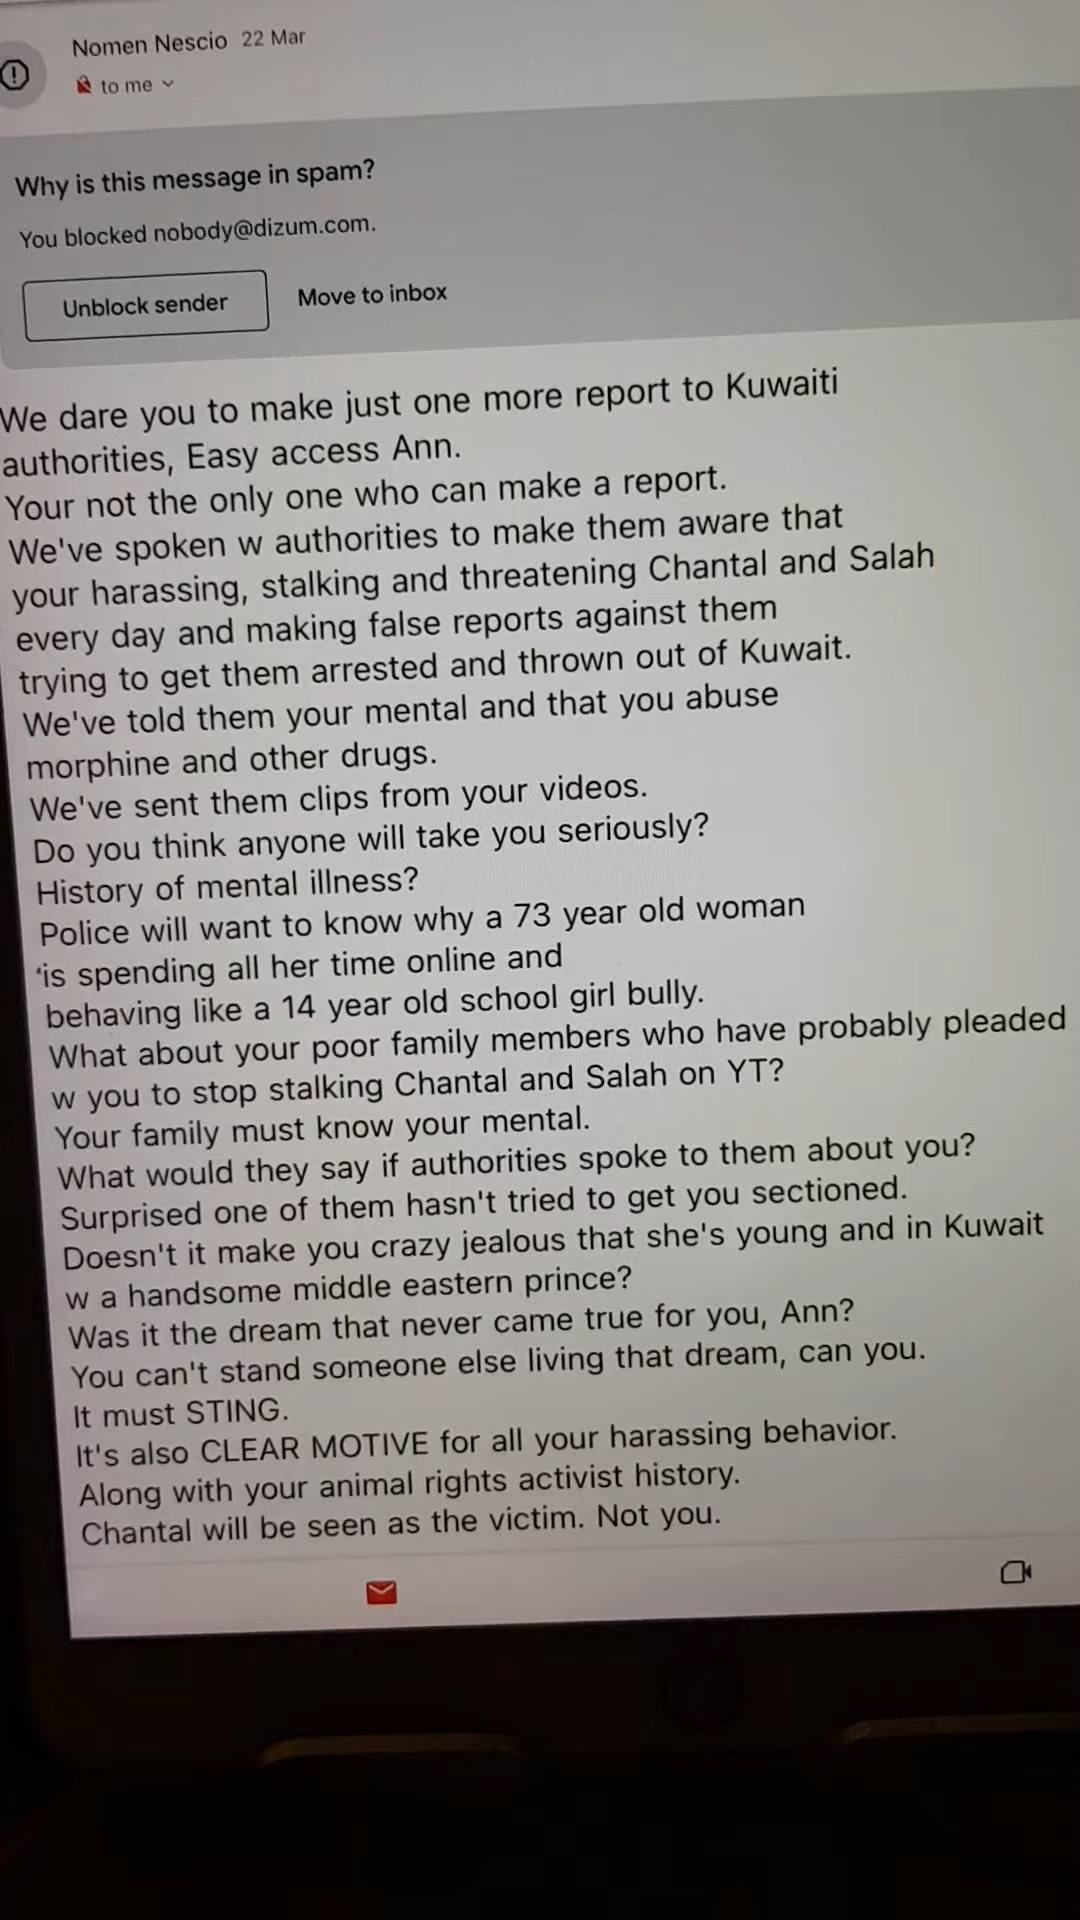 Nomen Nescio 22 Mar
to me
Why is this message in spam?
You blocked nobody@dizum.com.
Unblock sender
Move to inbox
We dare you to make just one more report to Kuwaiti
authorities, Easy access Ann.
Your not the only one who can make a report.
We've spoken w authorities to make them aware that
your harassing, stalking and threatening Chantal and Salah
every day and making false reports against them
trying to get them arrested and thrown out of Kuwait.
We've told them your mental and that you abuse
morphine and other drugs.
We've sent them clips from your videos.
Do you think anyone will take you seriously?
History of mental illness?
Police will want to know why a 73 year old woman
‘is spending all her time online and
behaving like a 14 year old school girl bully.
What about your poor family members who have probably pleaded
w you to stop stalking Chantal and Salah on YT?
Your family must know your mental.
What would they say if authorities spoke to them about you?
Surprised one of them hasn't tried to get you sectioned.
Doesn't it make you crazy jealous that she's young and in Kuwait
w a handsome middle eastern prince?
Was it the dream that never came true for you, Ann?
You can't stand someone else living that dream, can you.
It must STING.
It's also CLEAR MOTIVE for all your harassing behavior.
Along with your animal rights activist history.
Chantal will be seen as the victim. Not you.